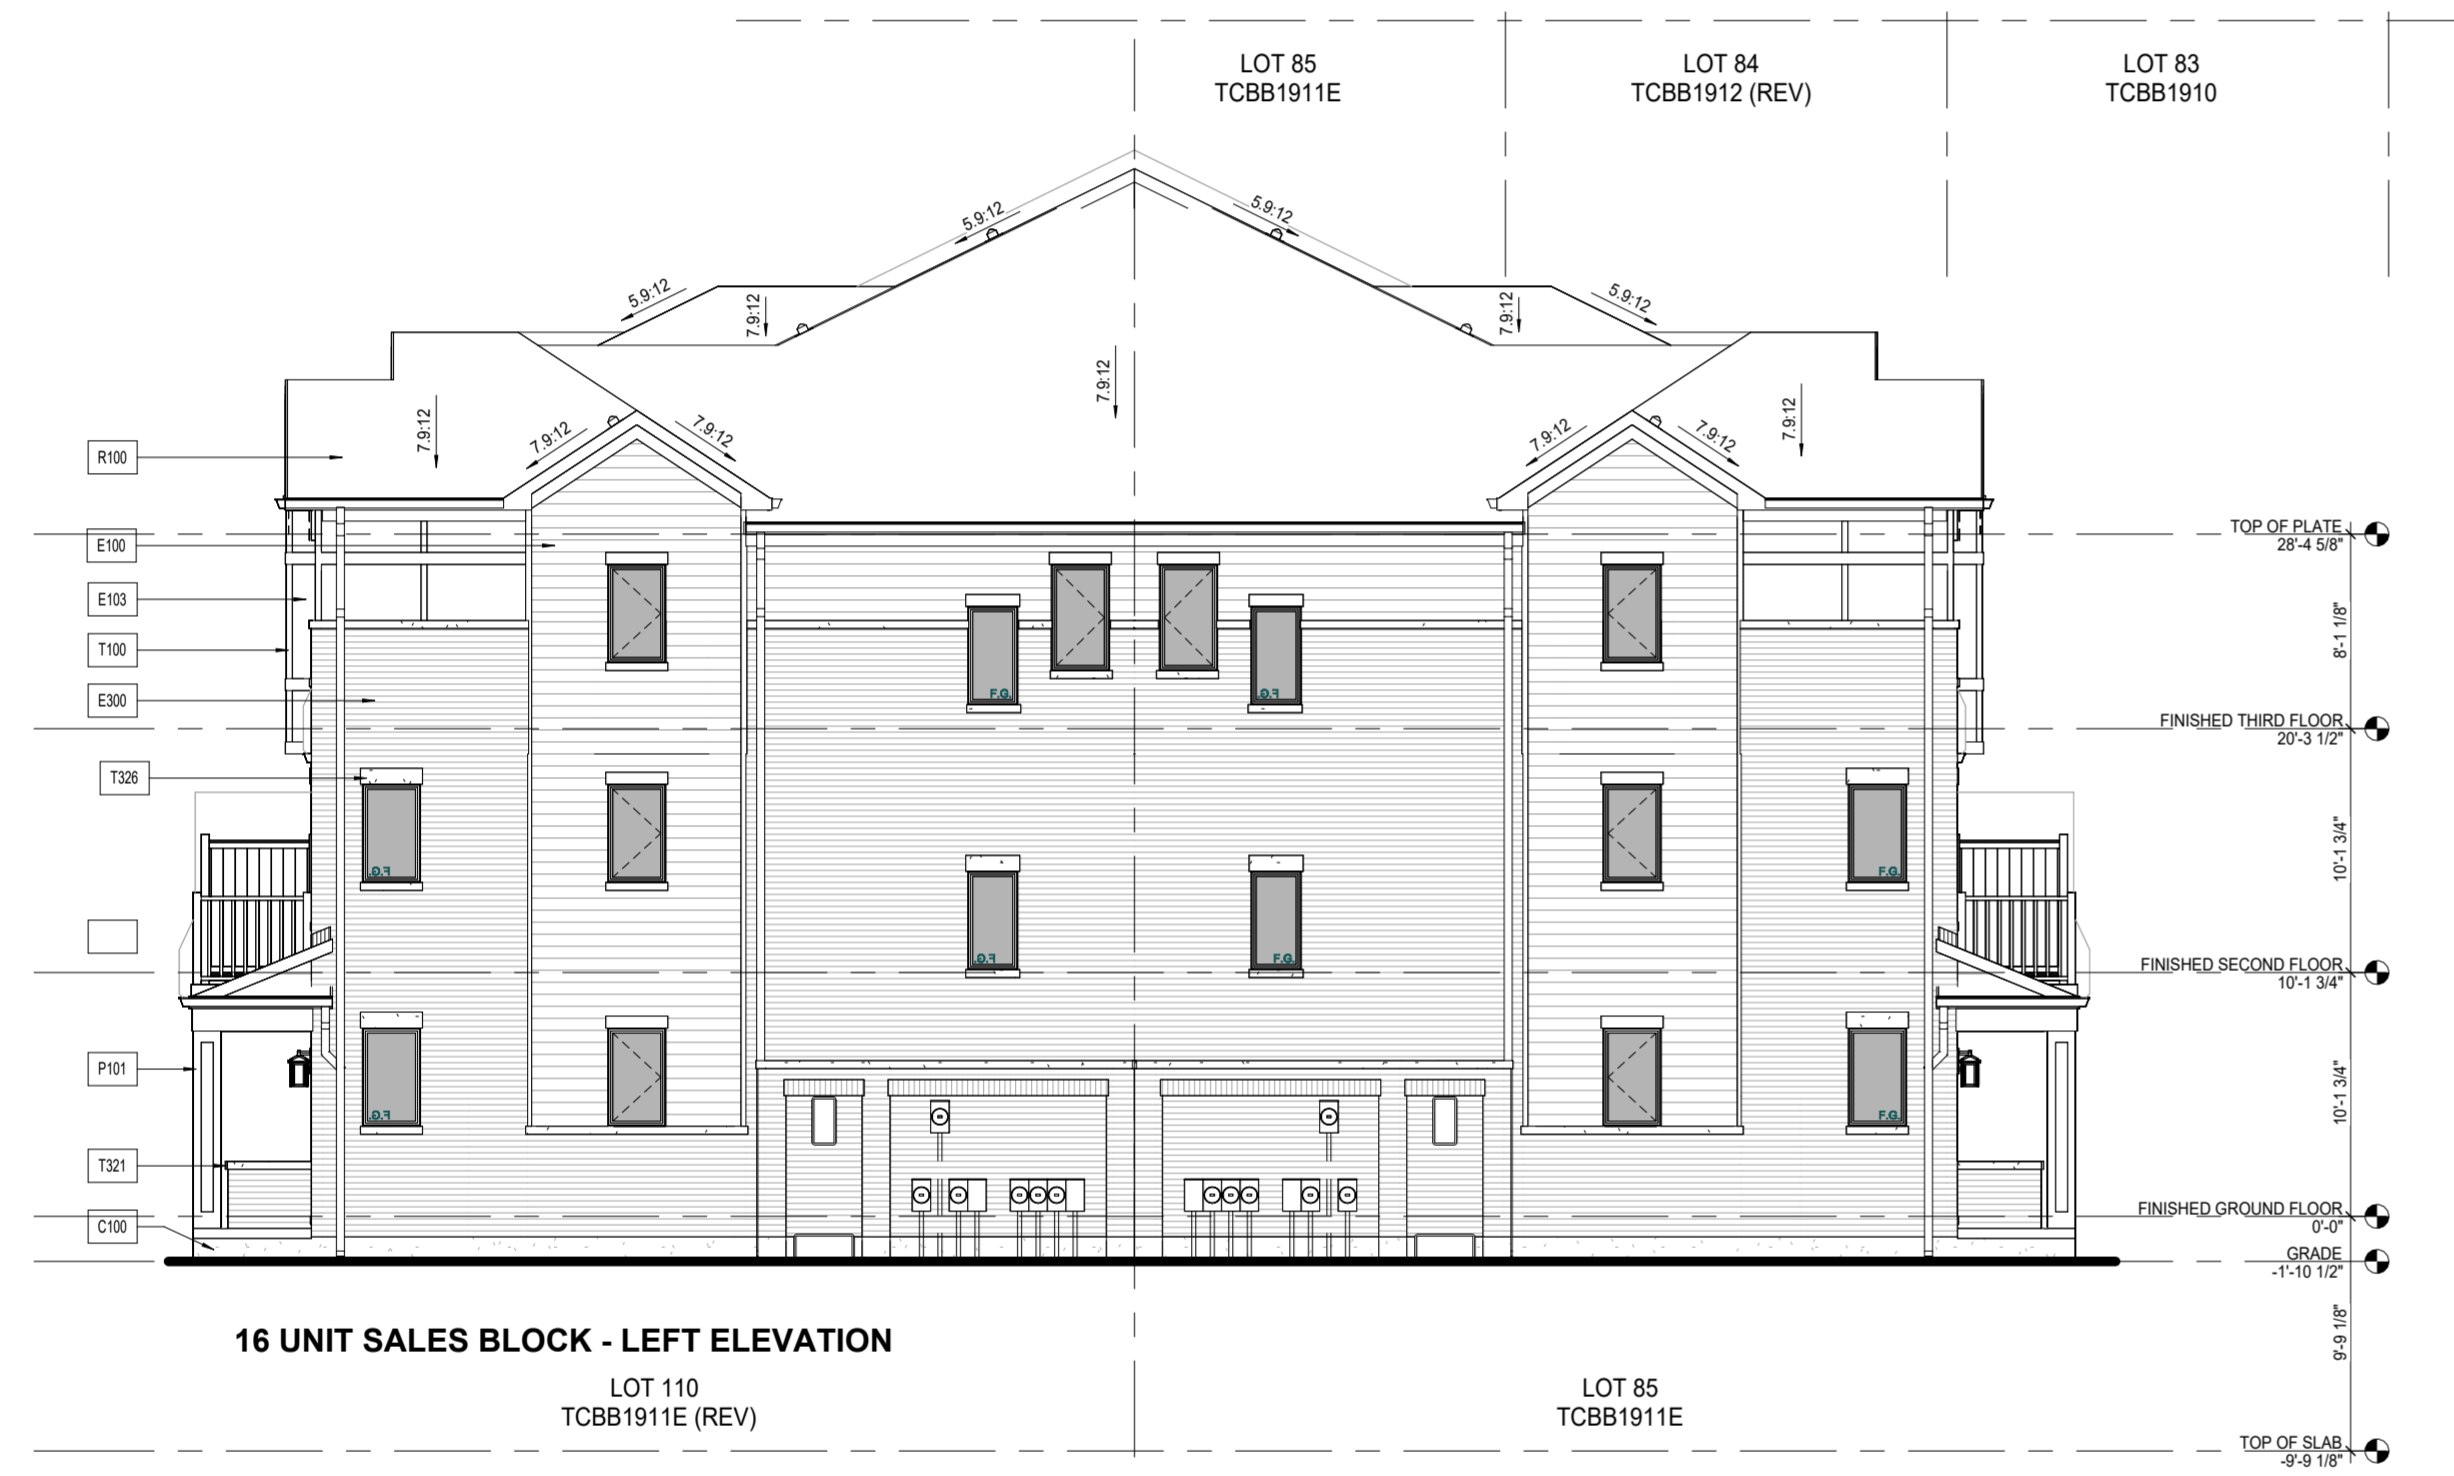 LOT 85
TCBB1911E
LOT 84
TCBB1912 (REV)
LOT 83
TCBB1910
5.9:12
5.9:12
5.9:12
7.9:12
7.9:12
5.9:12
7.9:12
7.9:12
7.9:12
7.9:12
7.9:12
7.9:12
7.9:12
R100
E100
E103
T100
E300
T326
P101
T321
C100
TOP OF PLATE
28'-4 5/8"
8'-1 1/8"
F.G.
F.G.
FINISHED THIRD FLOOR
20'-3 1/2"
10'-1 3/4"
F.G.
F.G.
F.G.
F.G.
FINISHED SECOND FLOOR
10'-1 3/4"
10'-1 3/4"
F.G.
F.G.
FINISHED GROUND FLOOR
0'-0"
GRADE
-1'-10 1/2"
9'-9 1/8"
16 UNIT SALES BLOCK - LEFT ELEVATION
LOT 110
TCBB1911E (REV)
LOT 85
TCBB1911E
TOP OF SLAB
-9'-9 1/8"